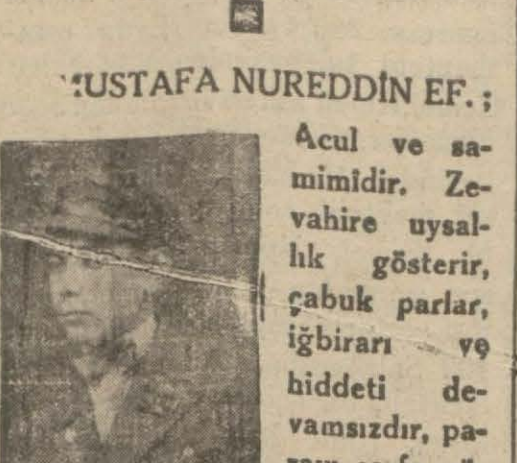 MUSTAFA NUREDDİN EF. ;
Acul ve sa-
mimîdir. Ze-
vahire uysal-
lık gösterir,
çabuk parlar,
iğbirarı ve
hiddeti de-
vamsızdır, pa-